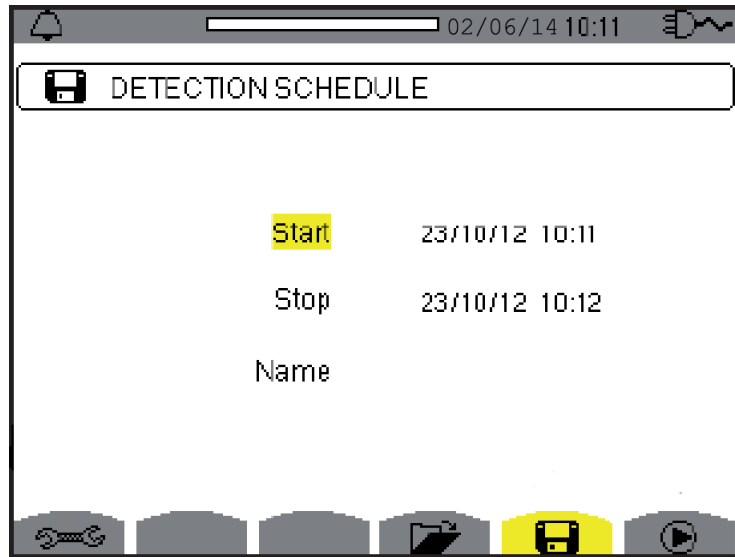 02/06/14 10:11
DETECTION SCHEDULE
Start 23/10/12 10:11
Stop 23/10/12 10:12
Name